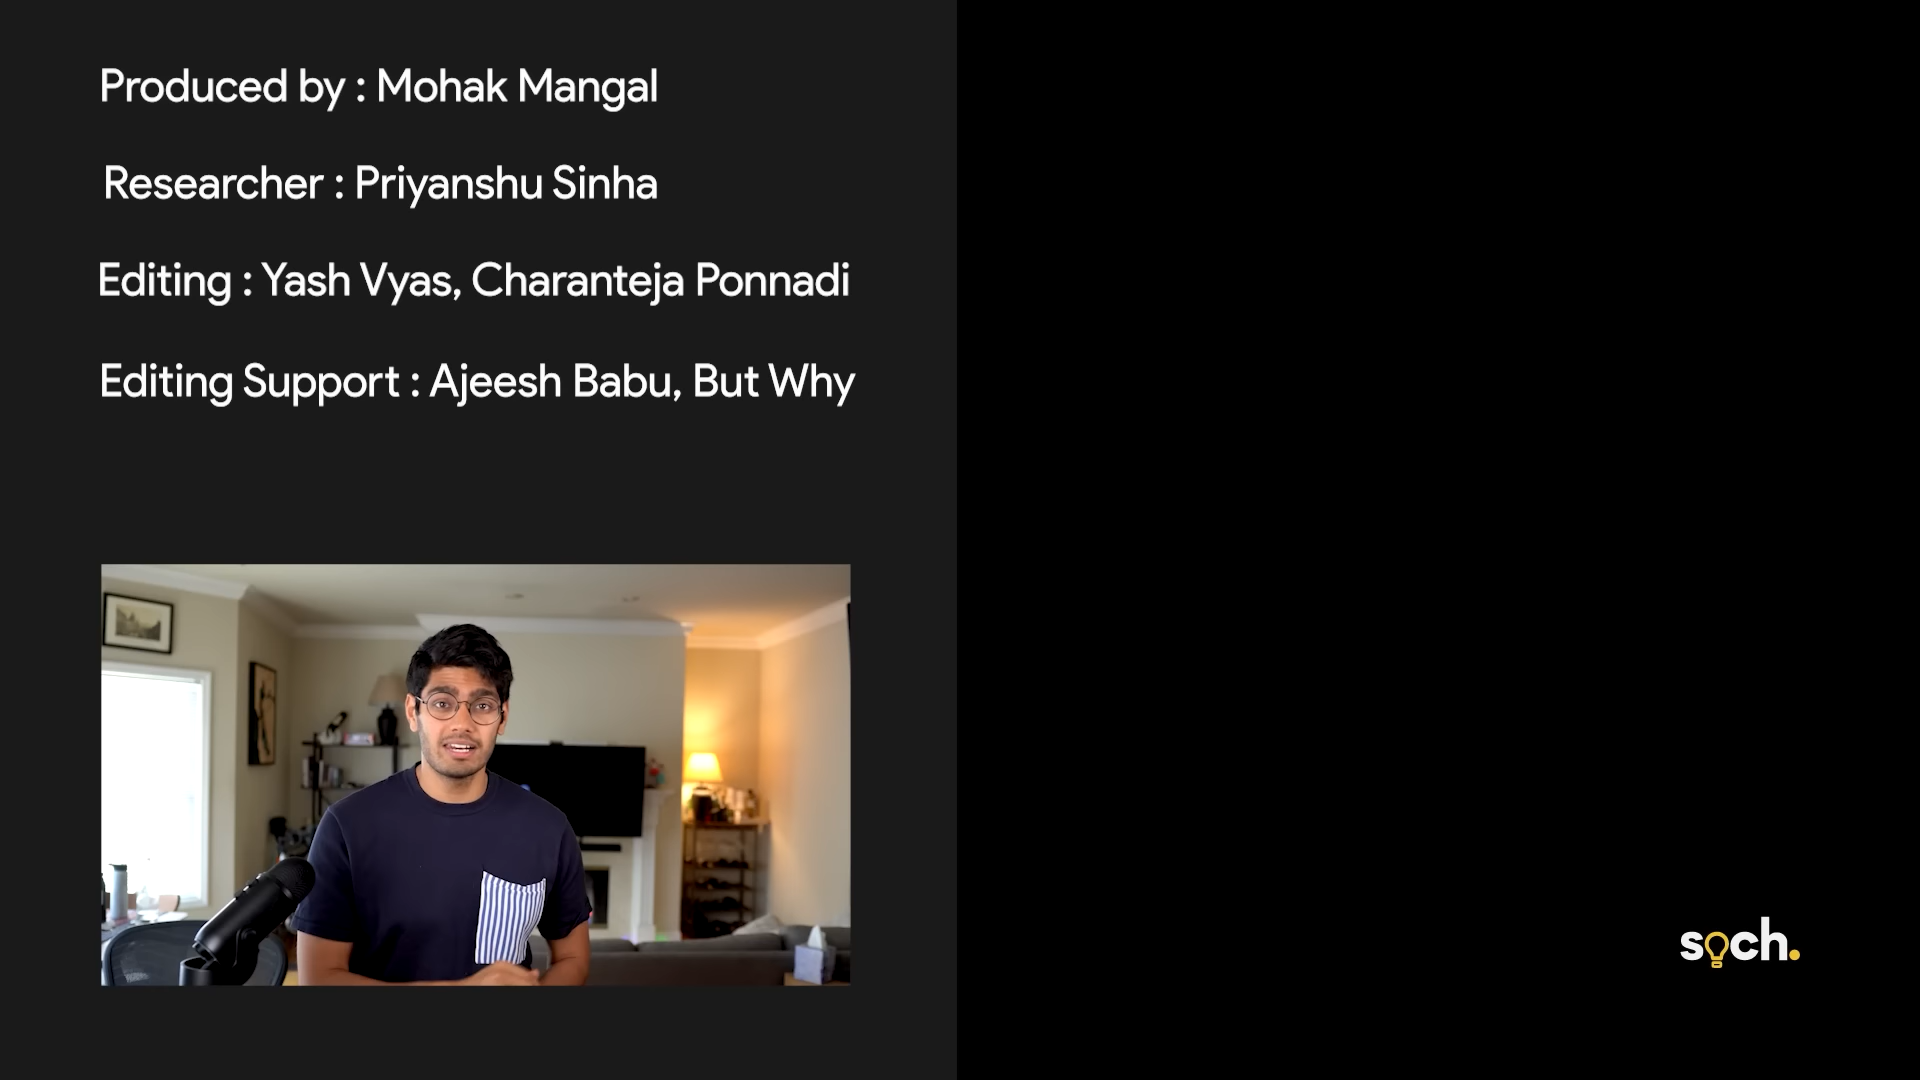 Produced by : Mohak Mangal
Researcher : Priyanshu Sinha
Editing : Yash Vyas, Charanteja Ponnadi
Editing Support : Ajeesh Babu, But Why
soch.